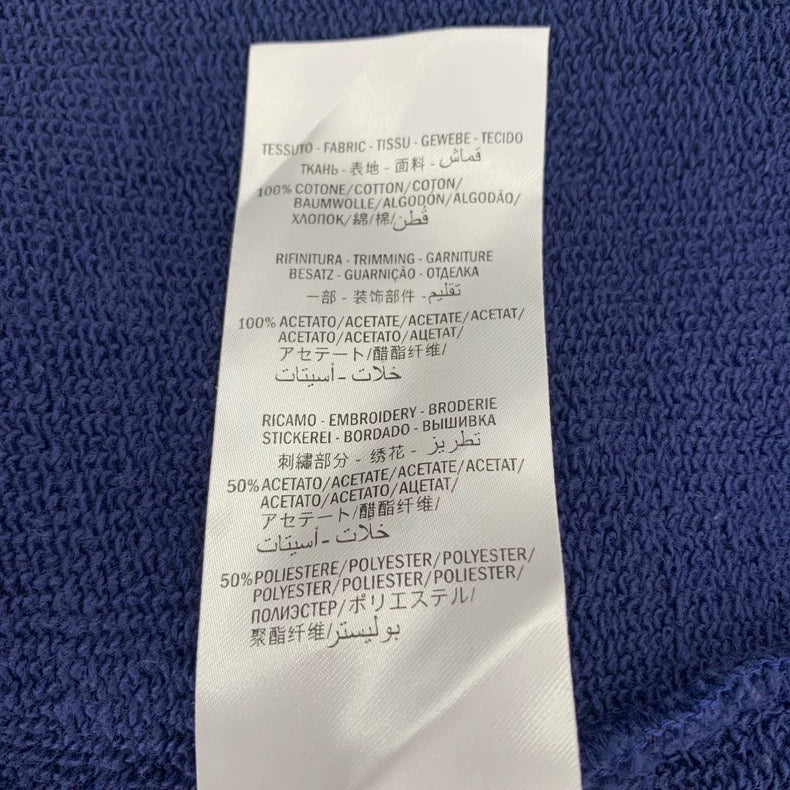 TESSUTO - FABRIC - TISSU - GEWEBE - TECIDO
ТКАНЬ - 表地 - 面料 - قماش
100% COTONE/COTTON/COTON/
BAUMWOLLE/ALGODÓN/ALGODÃO/
ХЛОПОК/綿/棉/قطن
RIFINITURA - TRIMMING - GARNITURE
BESATZ - GUARNIÇÃO - ОТДЕЛКА
一部 - 装饰部件 - تقليم
100% ACETATO/ACETATE/ACETATE/ACETAT/
ACETATO/ACETATO/АЦЕТАТ/
アセテート/醋酯纤维/
خلات - أسيتات
RICAMO - EMBROIDERY - BRODERIE
STICKEREI - BORDADO - ВЫШИВКА
刺繍部分 - 绣花 - تطريز
50% ACETATO/ACETATE/ACETATE/ACETAT/
ACETATO/ACETATO/АЦЕТАТ/
アセテート/醋酯纤维/
خلات - أسيتات
50% POLIESTERE/POLYESTER/POLYESTER/
POLYESTER/POLIESTER/POLIESTER/
ПОЛИЭСТЕР/ポリエステル/
聚酯纤维/بوليستر